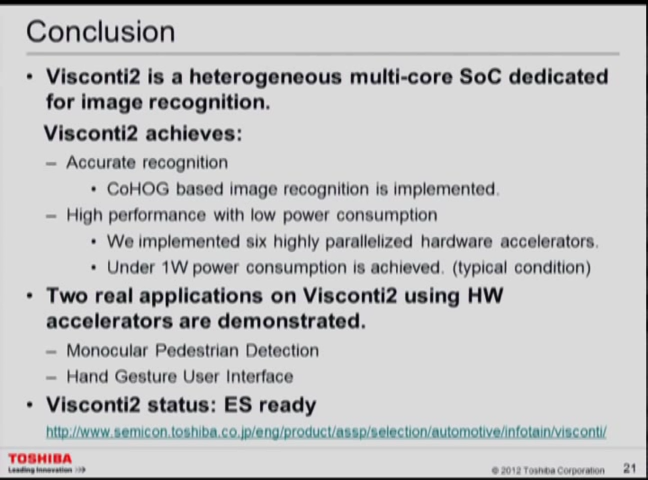 Conclusion
• Visconti2 is a heterogeneous multi-core SoC dedicated
for image recognition.
Visconti2 achieves:
– Accurate recognition
• CoHOG based image recognition is implemented.
– High performance with low power consumption
• We implemented six highly parallelized hardware accelerators.
• Under 1W power consumption is achieved. (typical condition)
• Two real applications on Visconti2 using HW
accelerators are demonstrated.
– Monocular Pedestrian Detection
– Hand Gesture User Interface
• Visconti2 status: ES ready
http://www.semicon.toshiba.co.jp/eng/product/assp/selection/automotive/infotain/visconti/
TOSHIBA
Leading Innovation >>>
© 2012 Toshiba Corporation 21